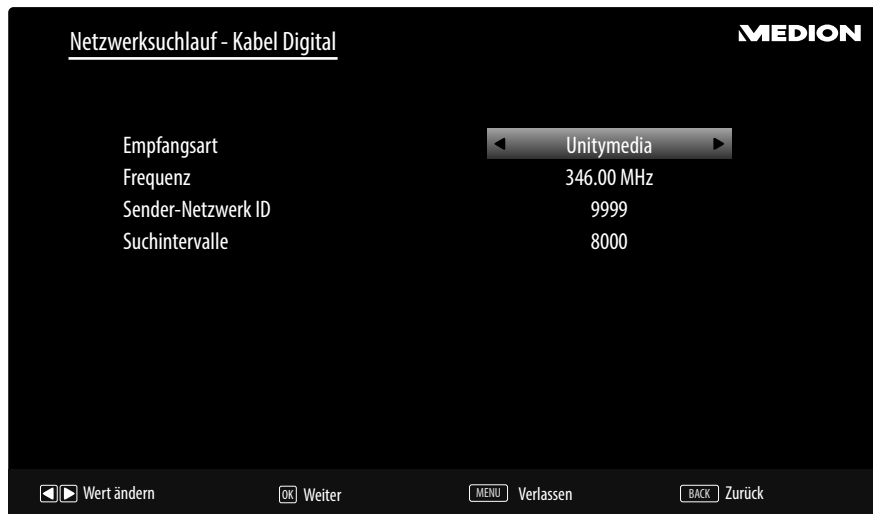 Netzwerksuchlauf - Kabel Digital
MEDION
Empfangsart Unitymedia
Frequenz 346.00 MHz
Sender-Netzwerk ID 9999
Suchintervalle 8000
Wert ändern OK Weiter MENU Verlassen BACK Zurück